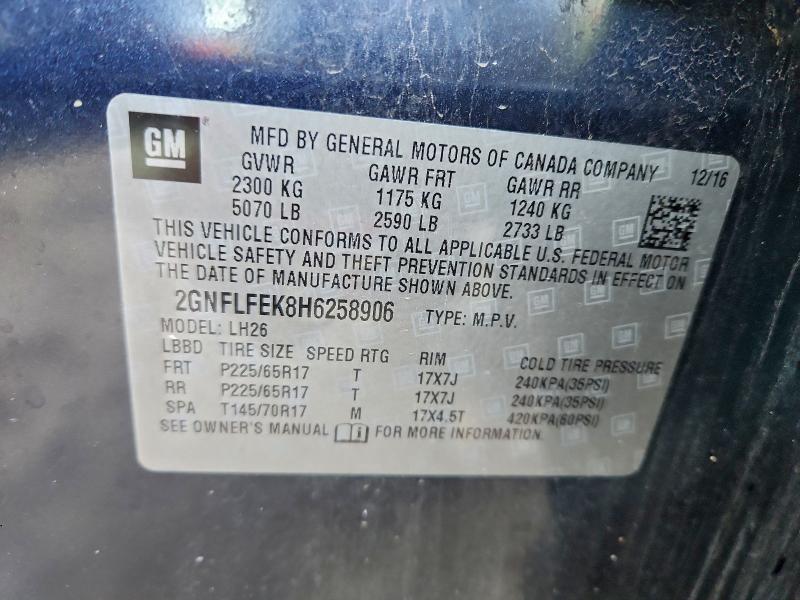 GM
MFD BY GENERAL MOTORS OF CANADA COMPANY 12/16
GVWR GAWR FRT GAWR RR
2300 KG 1175 KG 1240 KG
5070 LB 2590 LB 2733 LB
THIS VEHICLE CONFORMS TO ALL APPLICABLE U.S. FEDERAL MOTOR
VEHICLE SAFETY AND THEFT PREVENTION STANDARDS IN EFFECT ON
THE DATE OF MANUFACTURE SHOWN ABOVE.
2GNFLFEK8H6258906 TYPE: M.P.V.
MODEL: LH26
LBBD TIRE SIZE SPEED RTG RIM COLD TIRE PRESSURE
FRT P225/65R17 T 17X7J 240KPA(35PSI)
RR P225/65R17 T 17X7J 240KPA(35PSI)
SPA T145/70R17 M 17X4.5T 420KPA(60PSI)
SEE OWNER'S MANUAL FOR MORE INFORMATION.